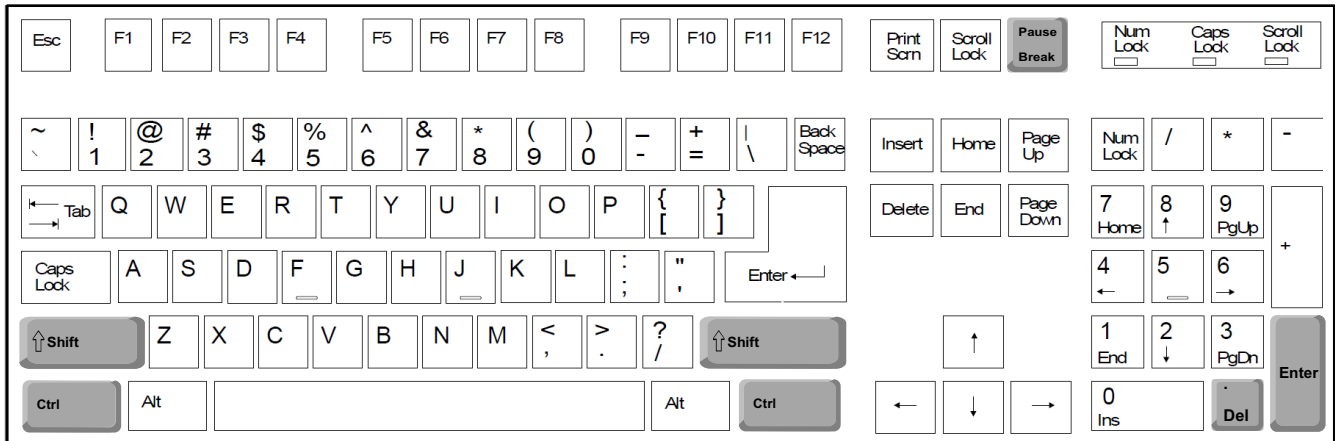 Esc F1 F2 F3 F4 F5 F6 F7 F8 F9 F10 F11 F12 Print Scrn Scroll Lock Pause Break Num Lock Caps Lock Scroll Lock
~ ` ! 1 @ 2 # 3 $ 4 % 5 ^ 6 & 7 * 8 ( 9 ) 0 _ - + = | \ Back Space Insert Home Page Up Num Lock / * -
Tab Q W E R T Y U I O P { [ } ] Delete End Page Down 7 Home 8 ↑ 9 PgUp +
Caps Lock A S D F G H J K L : ; " ' Enter 4 ← 5 6 →
⇧ Shift Z X C V B N M < , > . ? / ⇧ Shift ↑ 1 End 2 ↓ 3 PgDn Enter
Ctrl Alt Alt Ctrl ← ↓ → 0 Ins . Del